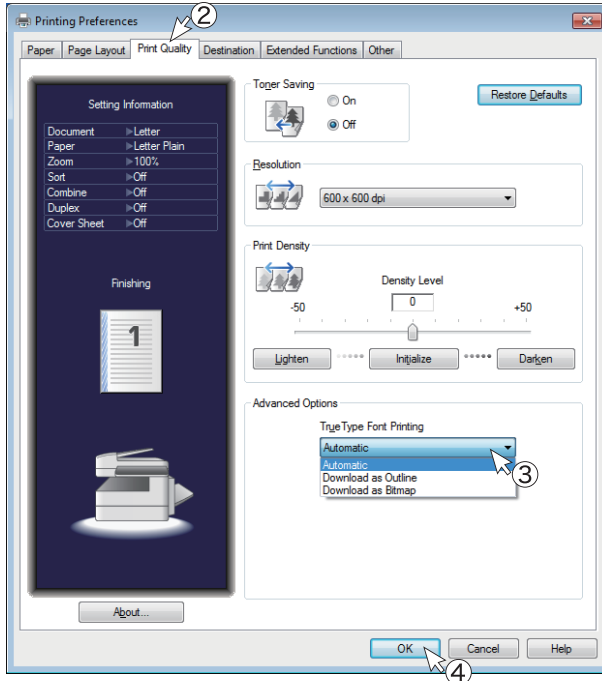 Printing Preferences
②
Paper Page Layout Print Quality Destination Extended Functions Other
Setting Information
Document Letter
Paper Letter Plain
Zoom 100%
Sort Off
Combine Off
Duplex Off
Cover Sheet Off
Finishing
1
About...
Toner Saving
On
Off
Restore Defaults
Resolution
600 x 600 dpi
Print Density
Density Level
-50 0 +50
Lighten Initialize Darken
Advanced Options
TrueType Font Printing
Automatic
Automatic
③
Download as Outline
Download as Bitmap
OK Cancel Help
④